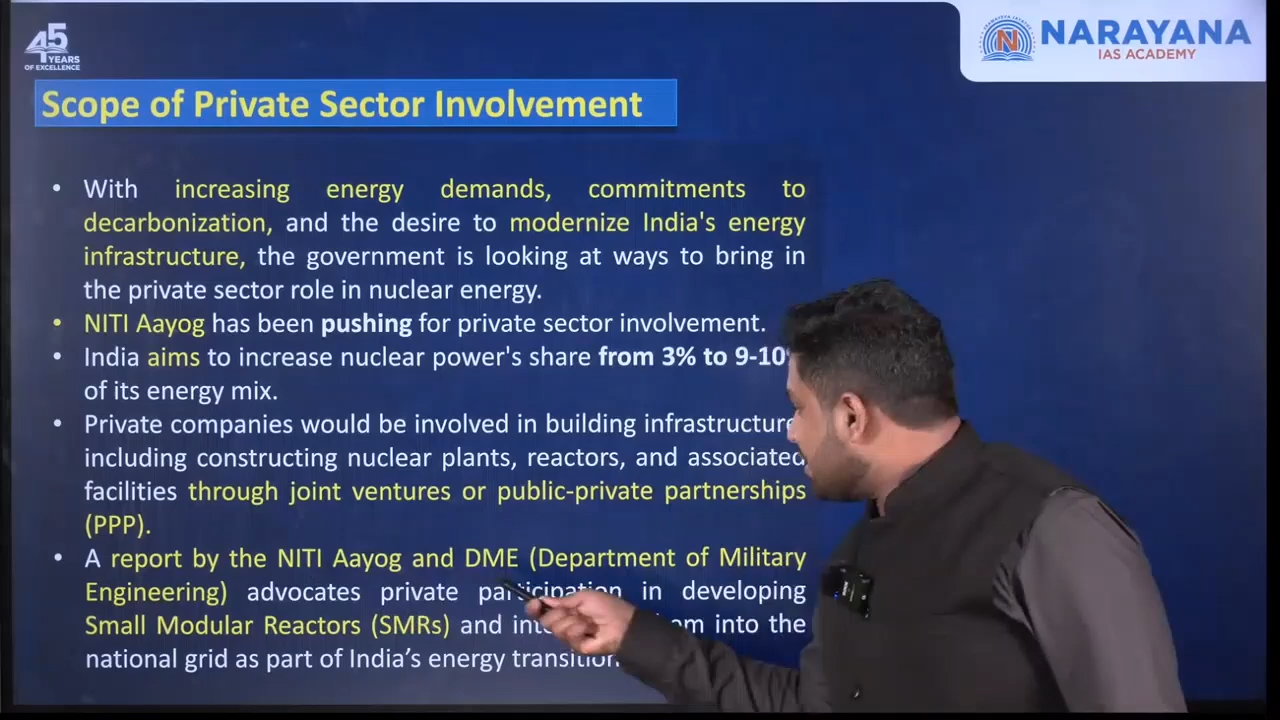 45
YEARS
OF EXCELLENCE
N
NARAYANA
IAS ACADEMY
Scope of Private Sector Involvement
• With increasing energy demands, commitments to
decarbonization, and the desire to modernize India's energy
infrastructure, the government is looking at ways to bring in
the private sector role in nuclear energy.
• NITI Aayog has been pushing for private sector involvement.
• India aims to increase nuclear power's share from 3% to 9-10
of its energy mix.
• Private companies would be involved in building infrastructure
including constructing nuclear plants, reactors, and associated
facilities through joint ventures or public-private partnerships
(PPP).
• A report by the NITI Aayog and DME (Department of Military
Engineering) advocates private participation in developing
Small Modular Reactors (SMRs) and into the
national grid as part of India's energy transition